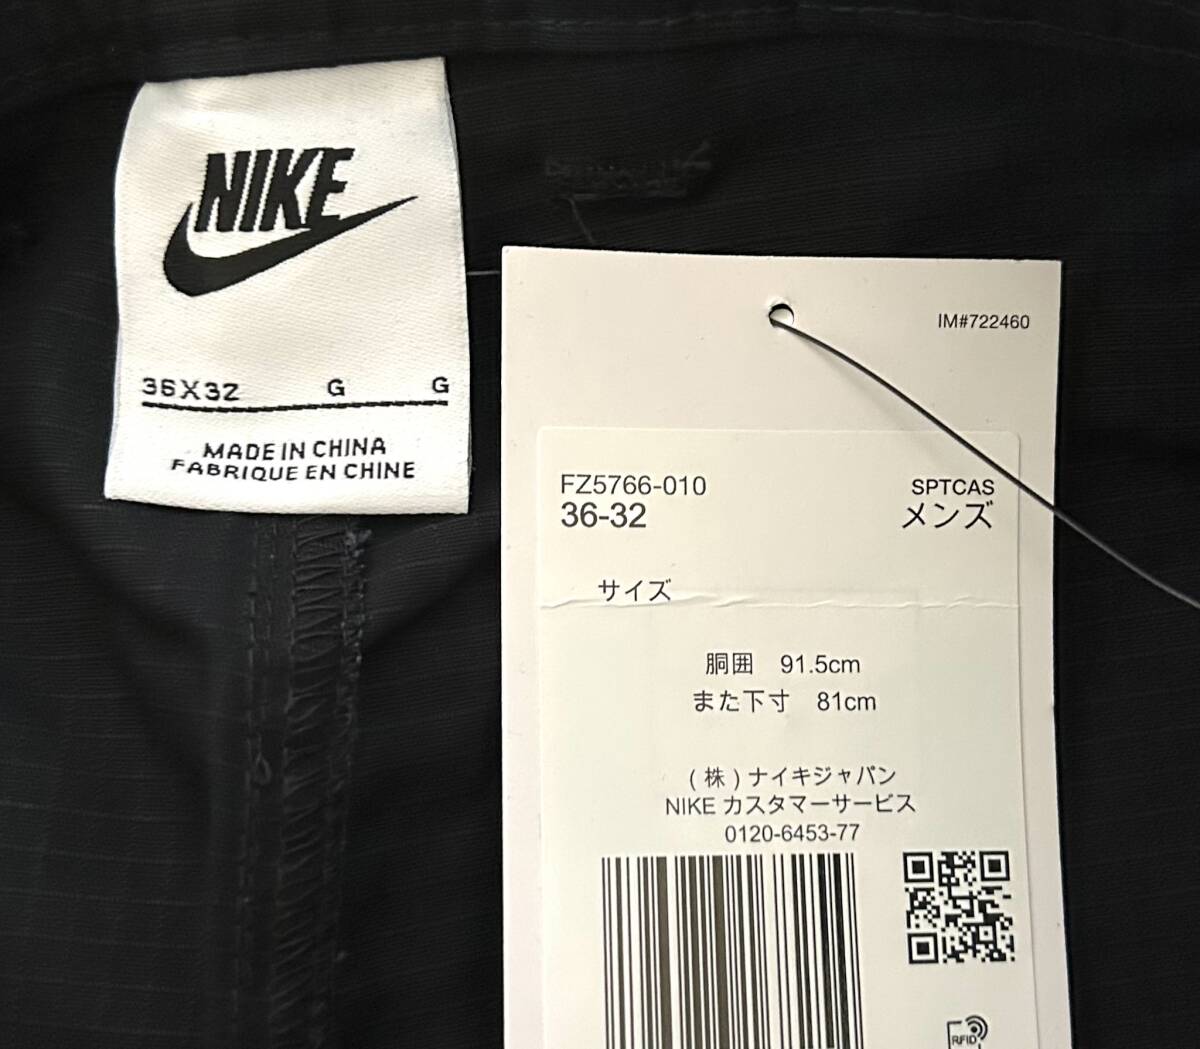 NIKE
36X32 G G
MADE IN CHINA
FABRIQUE EN CHINE
IM#722460
FZ5766-010 SPTCAS
36-32 メンズ
サイズ
胴囲 91.5cm
また下寸 81cm
(株)ナイキジャパン
NIKE カスタマーサービス
0120-6453-77
RFID